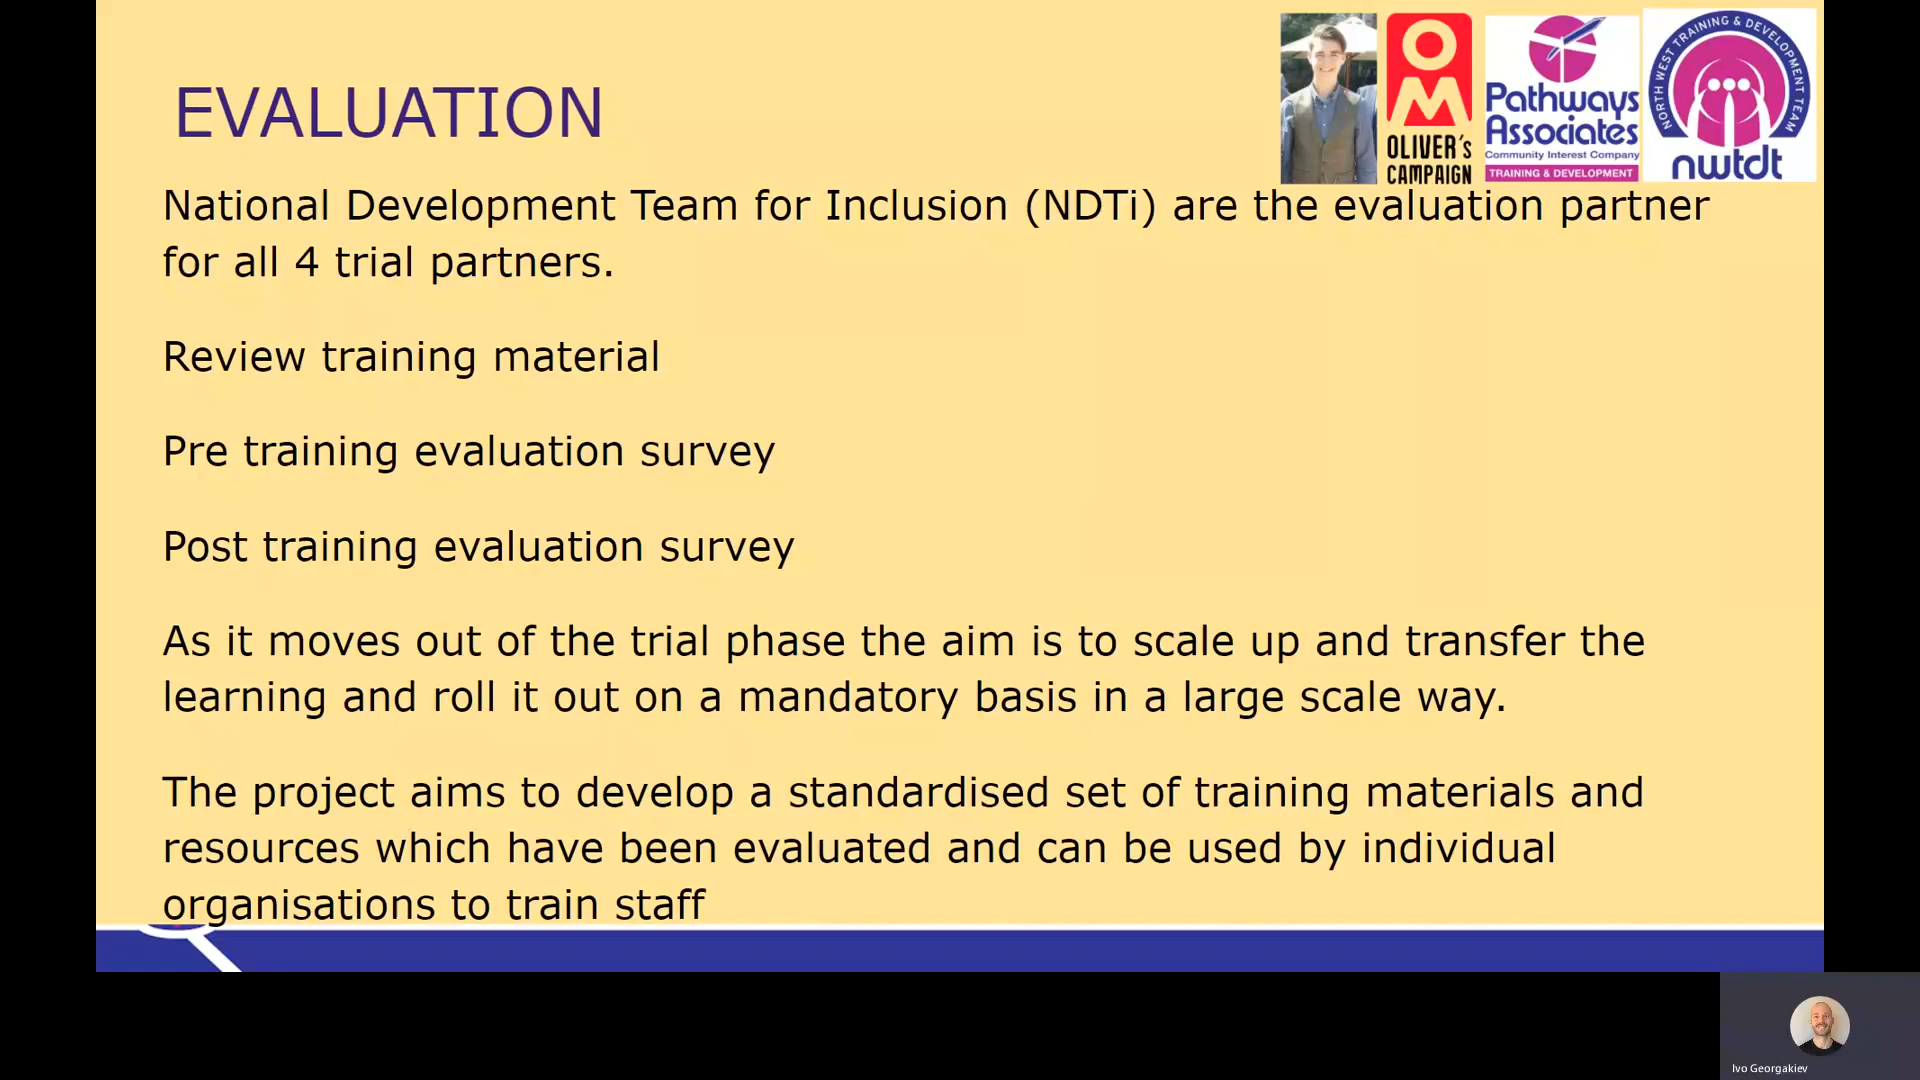 EVALUATION
OM
OLIVER's
CAMPAIGN
Pathways
Associates
Community Interest Company
TRAINING & DEVELOPMENT
NORTH WEST TRAINING & DEVELOPMENT TEAM
nwtdt
National Development Team for Inclusion (NDTi) are the evaluation partner
for all 4 trial partners.
Review training material
Pre training evaluation survey
Post training evaluation survey
As it moves out of the trial phase the aim is to scale up and transfer the
learning and roll it out on a mandatory basis in a large scale way.
The project aims to develop a standardised set of training materials and
resources which have been evaluated and can be used by individual
organisations to train staff
Ivo Georgakiev